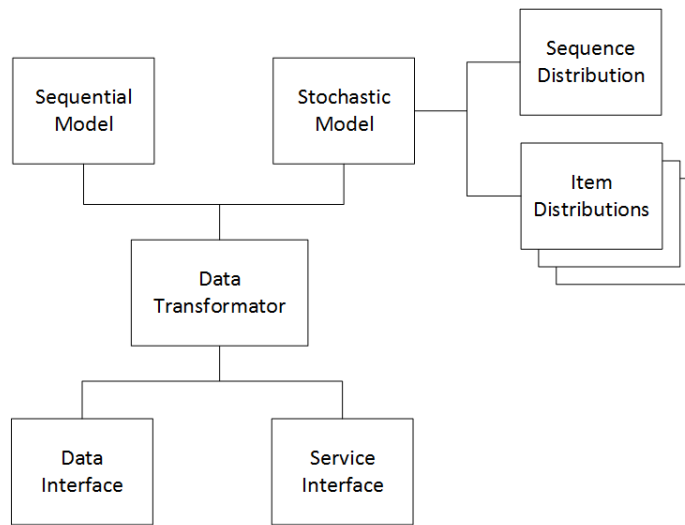 Sequence
Distribution
Sequential
Model
Stochastic
Model
Item
Distributions
Data
Transformator
Data
Interface
Service
Interface